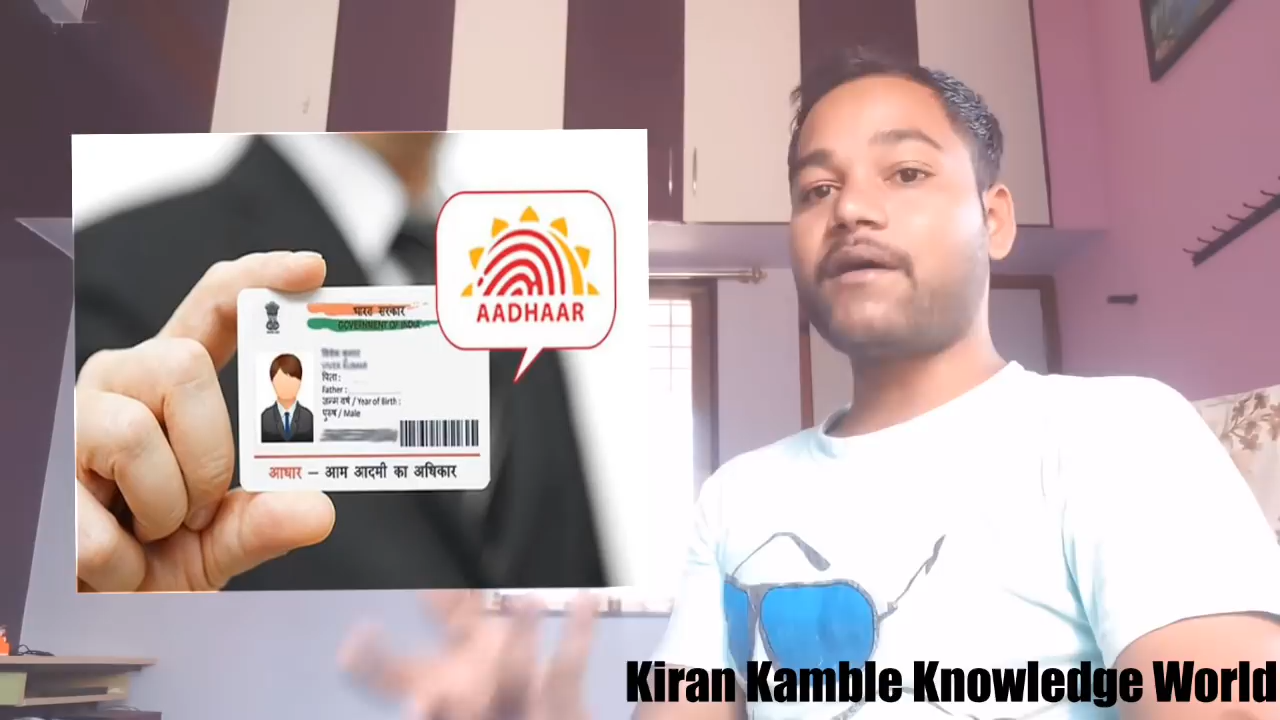 भारत सरकार
GOVERNMENT OF INDIA
AADHAAR
पिता :
Father :
जन्म वर्ष / Year of Birth :
पुरुष / Male
आधार – आम आदमी का अधिकार
Kiran Kamble Knowledge World